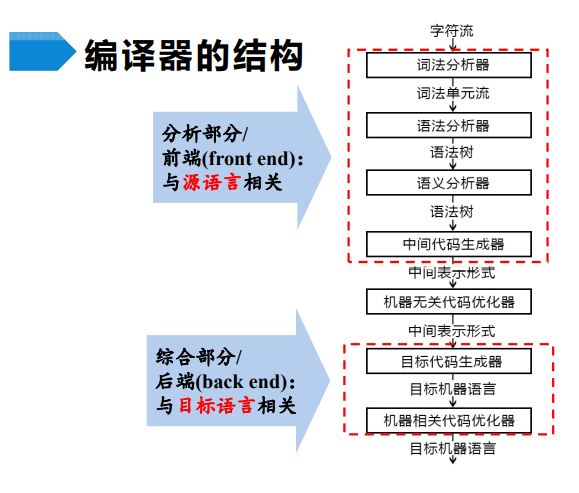 编译器的结构
分析部分/
前端(front end)：
与源语言相关
综合部分/
后端(back end)：
与目标语言相关
字符流
词法分析器
词法单元流
语法分析器
语法树
语义分析器
语法树
中间代码生成器
中间表示形式
机器无关代码优化器
中间表示形式
目标代码生成器
目标机器语言
机器相关代码优化器
目标机器语言